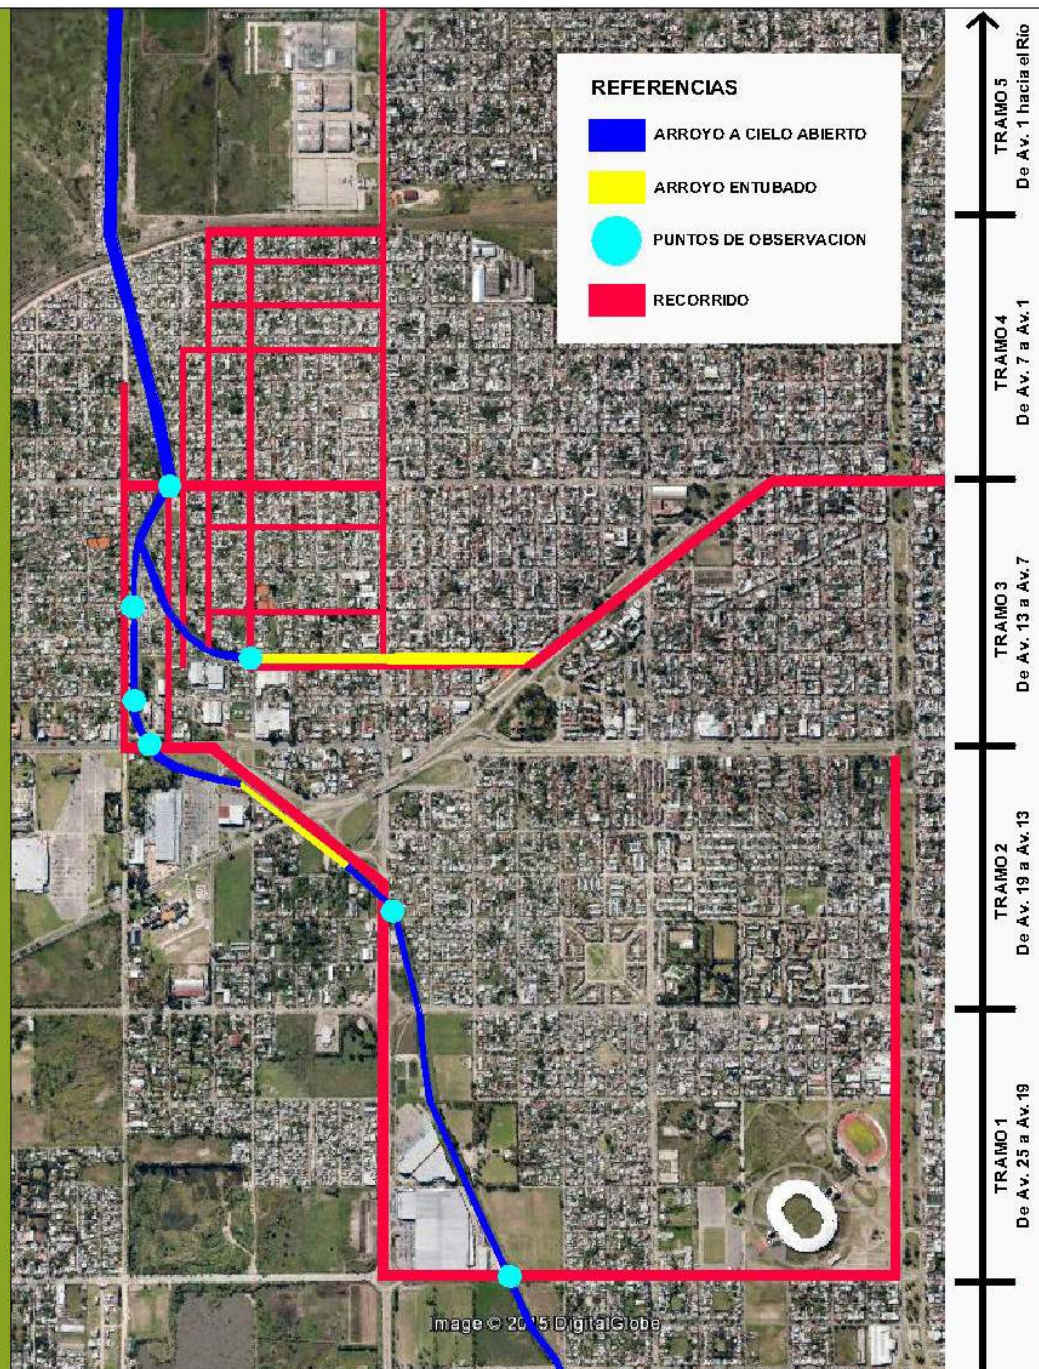 REFERENCIAS
ARROYO A CIELO ABIERTO
ARROYO ENTUBADO
PUNTOS DE OBSERVACION
RECORRIDO
TRAMO 5
De Av. 1 hacia el Río
TRAMO 4
De Av. 7 a Av. 1
TRAMO 3
De Av. 13 a Av. 7
TRAMO 2
De Av. 19 a Av. 13
TRAMO 1
De Av. 25 a Av. 19
Image © 2015 DigitalGlobe